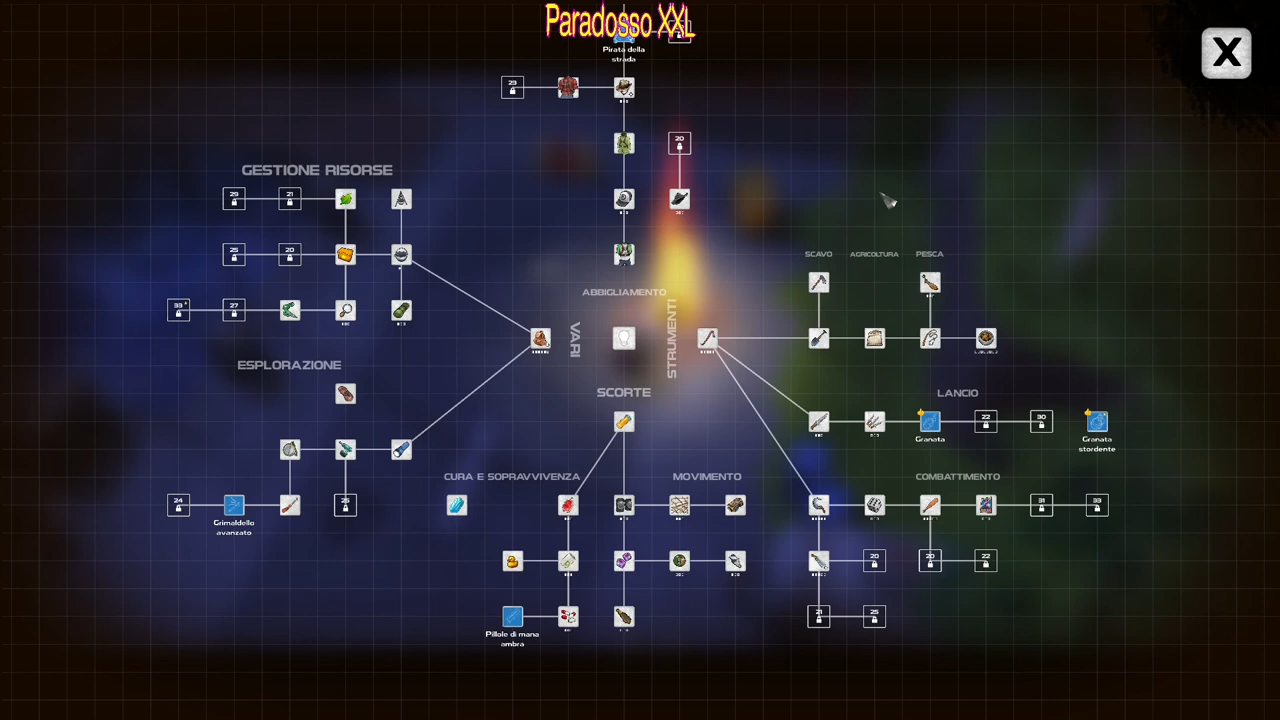 Paradosso XXL
X
Pirata della
strada
23
20
GESTIONE RISORSE
29
21
25
20
SCAVO
AGRICOLTURA
PESCA
ABBIGLIAMENTO
33
27
VARI
STRUMENTI
ESPLORAZIONE
SCORTE
LANCIO
22
30
Granata
Granata
stordente
CURA E SOPRAVVIVENZA
MOVIMENTO
COMBATTIMENTO
24
25
31
33
Grimaldello
avanzato
20
20
22
21
25
Pillole di mana
ambra